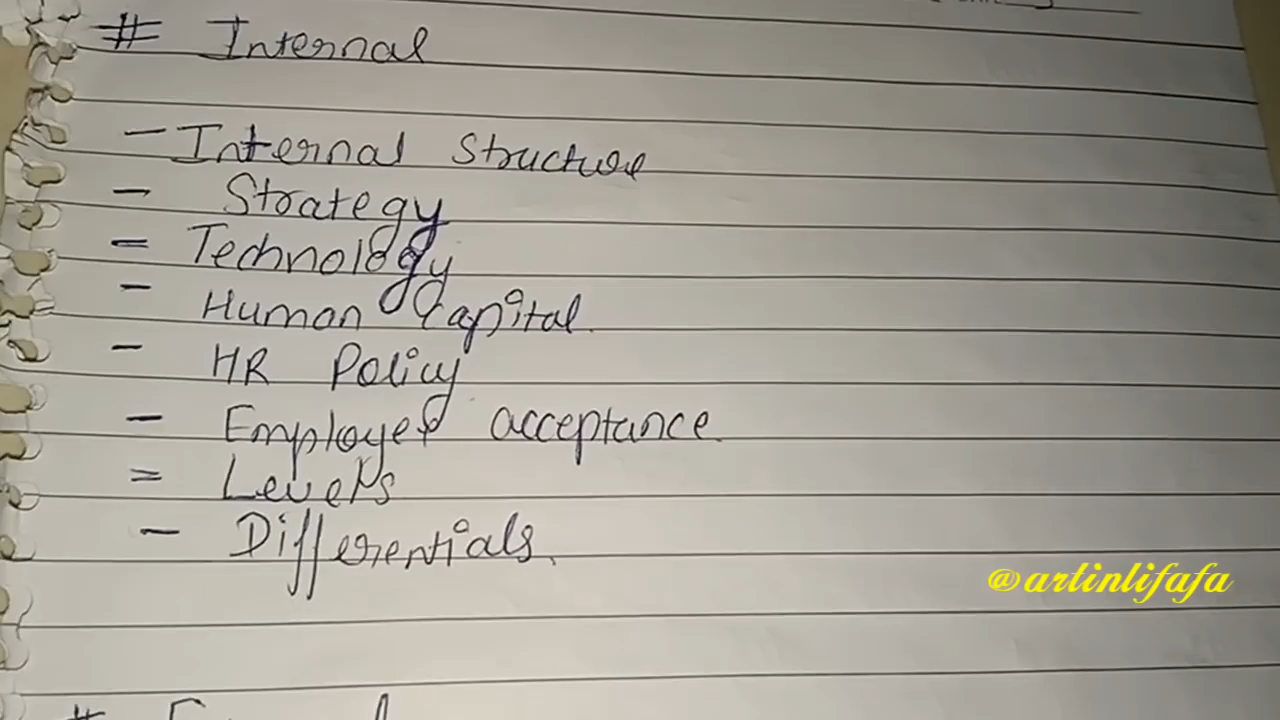 # Internal
- Internal Structure
- Strategy
= Technology
- Human Capital.
- HR Policy
- Employee acceptance.
= Levels
- Differentials.
@artinlifafa
#